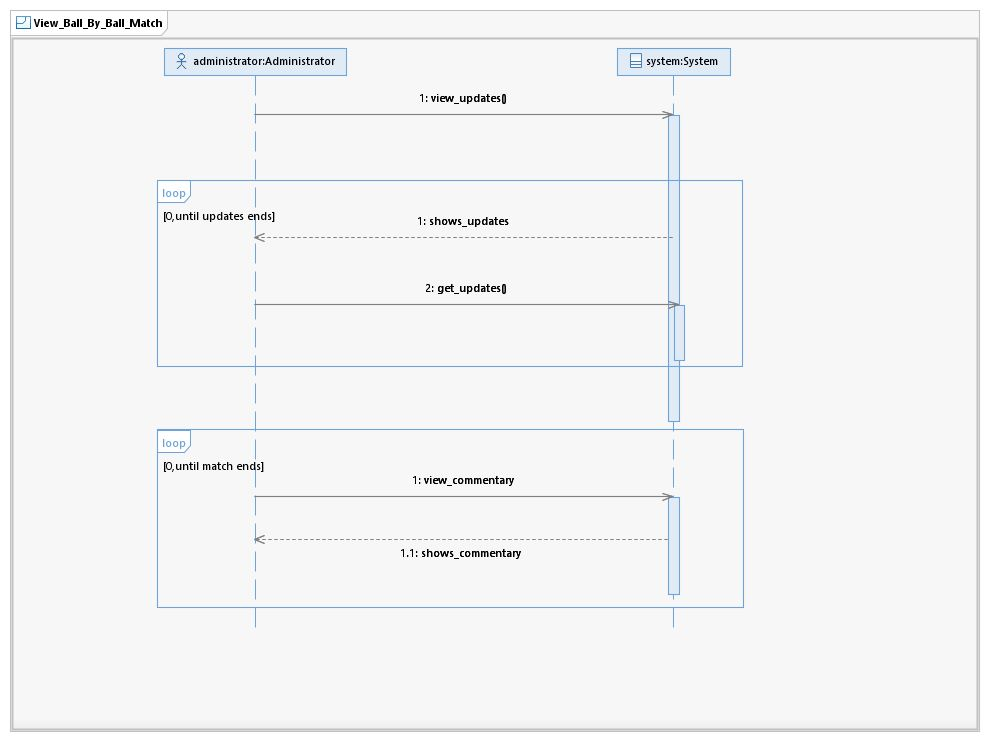 View_Ball_By_Ball_Match
administrator:Administrator
system:System
1: view_updates()
loop
[0,until updates ends]
1: shows_updates
2: get_updates()
loop
[0,until match ends]
1: view_commentary
1.1: shows_commentary